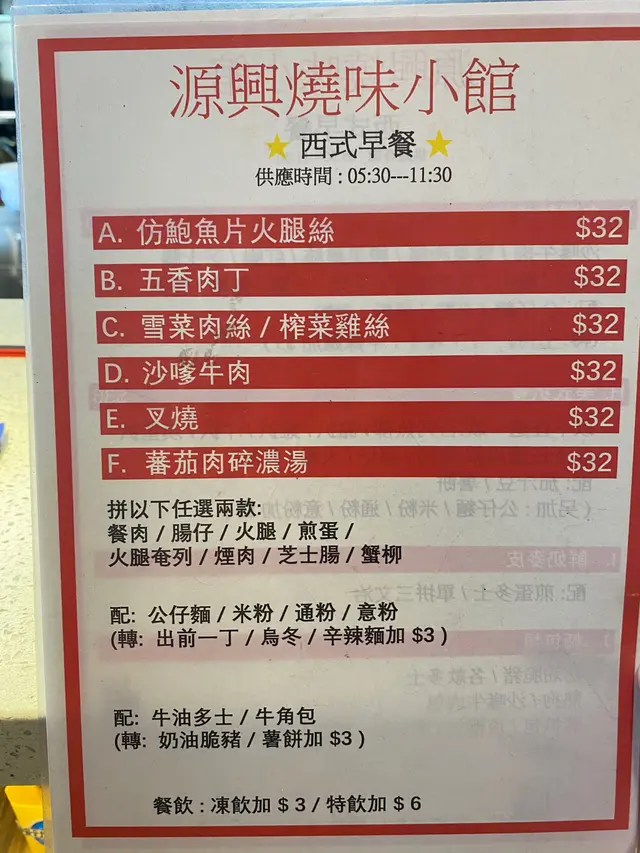 源興燒味小館
西式早餐
供應時間 : 05:30---11:30
A. 仿鮑魚片火腿絲 $32
B. 五香肉丁 $32
C. 雪菜肉絲 / 榨菜雞絲 $32
D. 沙嗲牛肉 $32
E. 叉燒 $32
F. 蕃茄肉碎濃湯 $32
拼以下任選兩款:
餐肉 / 腸仔 / 火腿 / 煎蛋 /
火腿奄列 / 煙肉 / 芝士腸 / 蟹柳
配: 公仔麵 / 米粉 / 通粉 / 意粉
(轉: 出前一丁 / 烏冬 / 辛辣麵加 $3 )
配: 牛油多士 / 牛角包
(轉: 奶油脆豬 / 薯餅加 $3 )
餐飲 : 凍飲加 $ 3 / 特飲加 $ 6